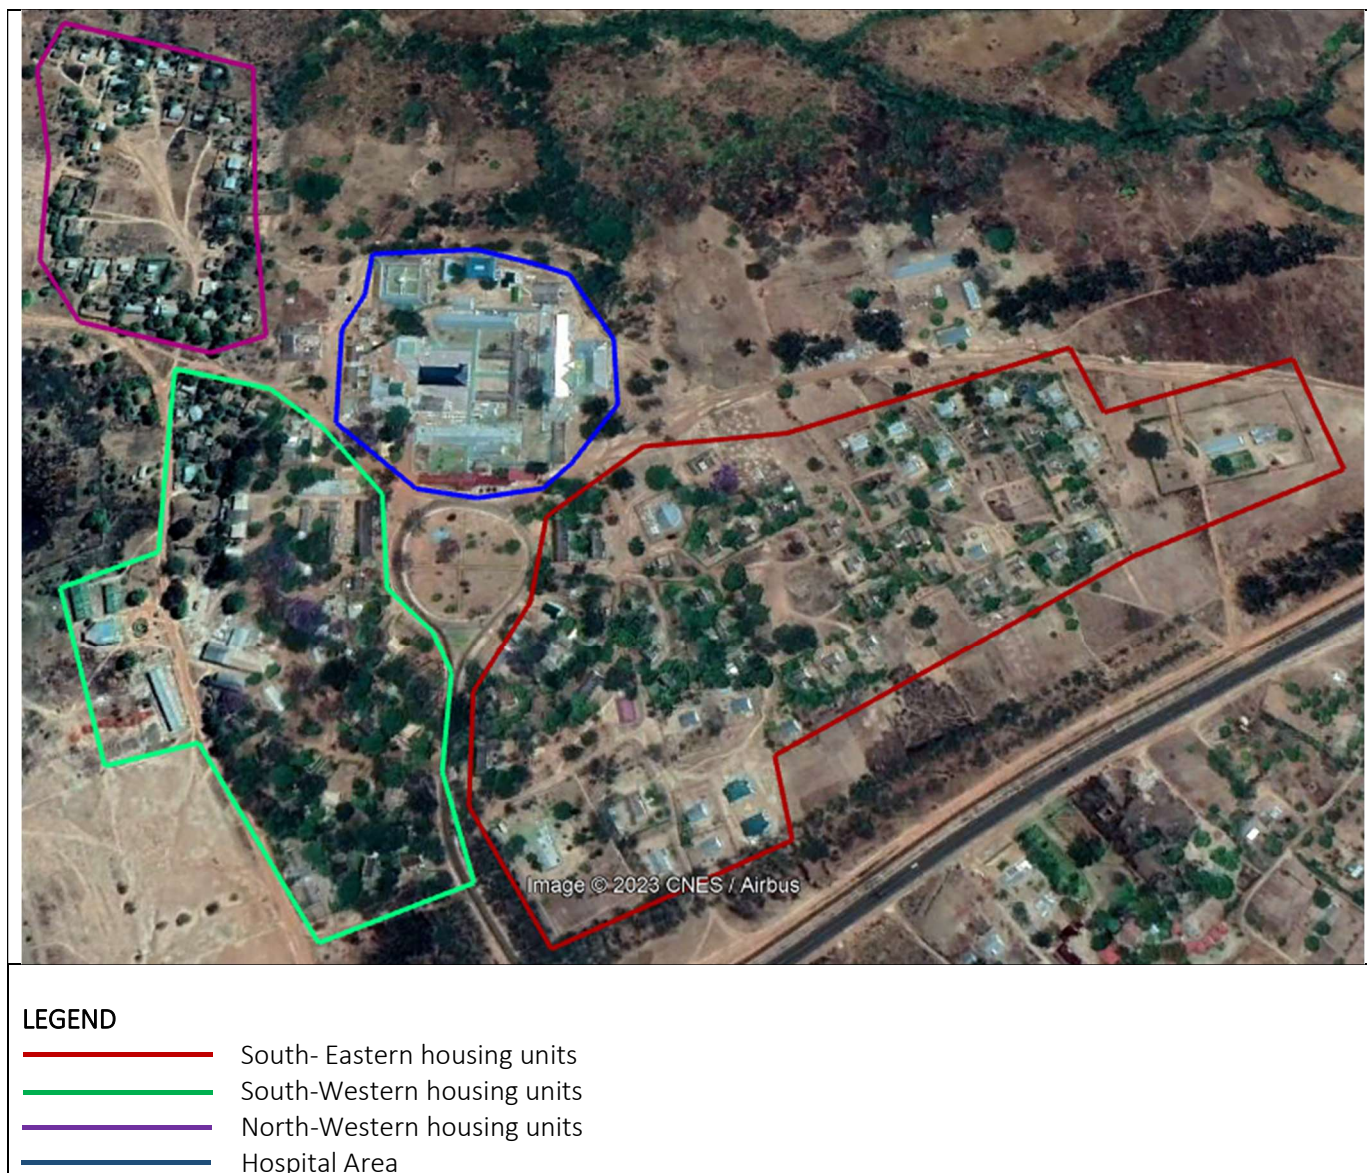 Image © 2023 CNES / Airbus
LEGEND
South- Eastern housing units
South-Western housing units
North-Western housing units
Hospital Area